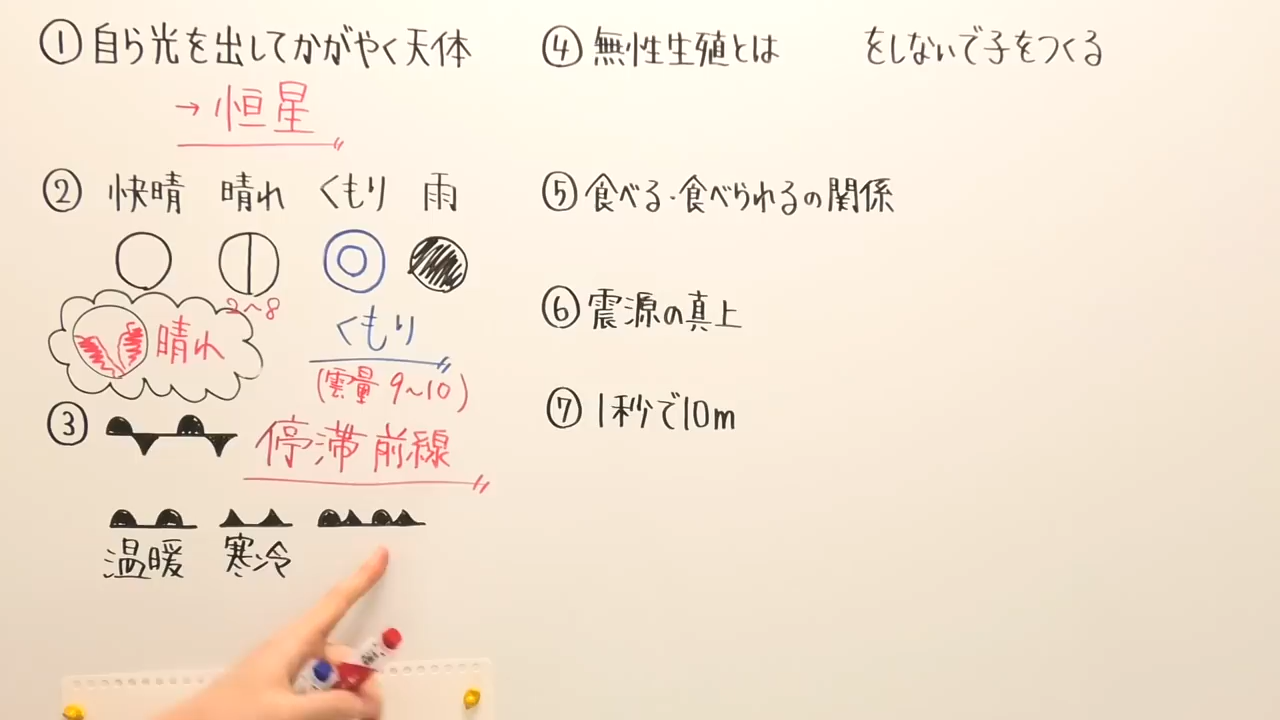 ① 自ら光を出してかがやく天体
→ 恒星
② 快晴 晴れ くもり 雨
2～8
晴れ
くもり
(雲量 9～10)
③ 停滞前線
温暖 寒冷
④ 無性生殖とは をしないで子をつくる
⑤ 食べる・食べられるの関係
⑥ 震源の真上
⑦ 1秒で10m